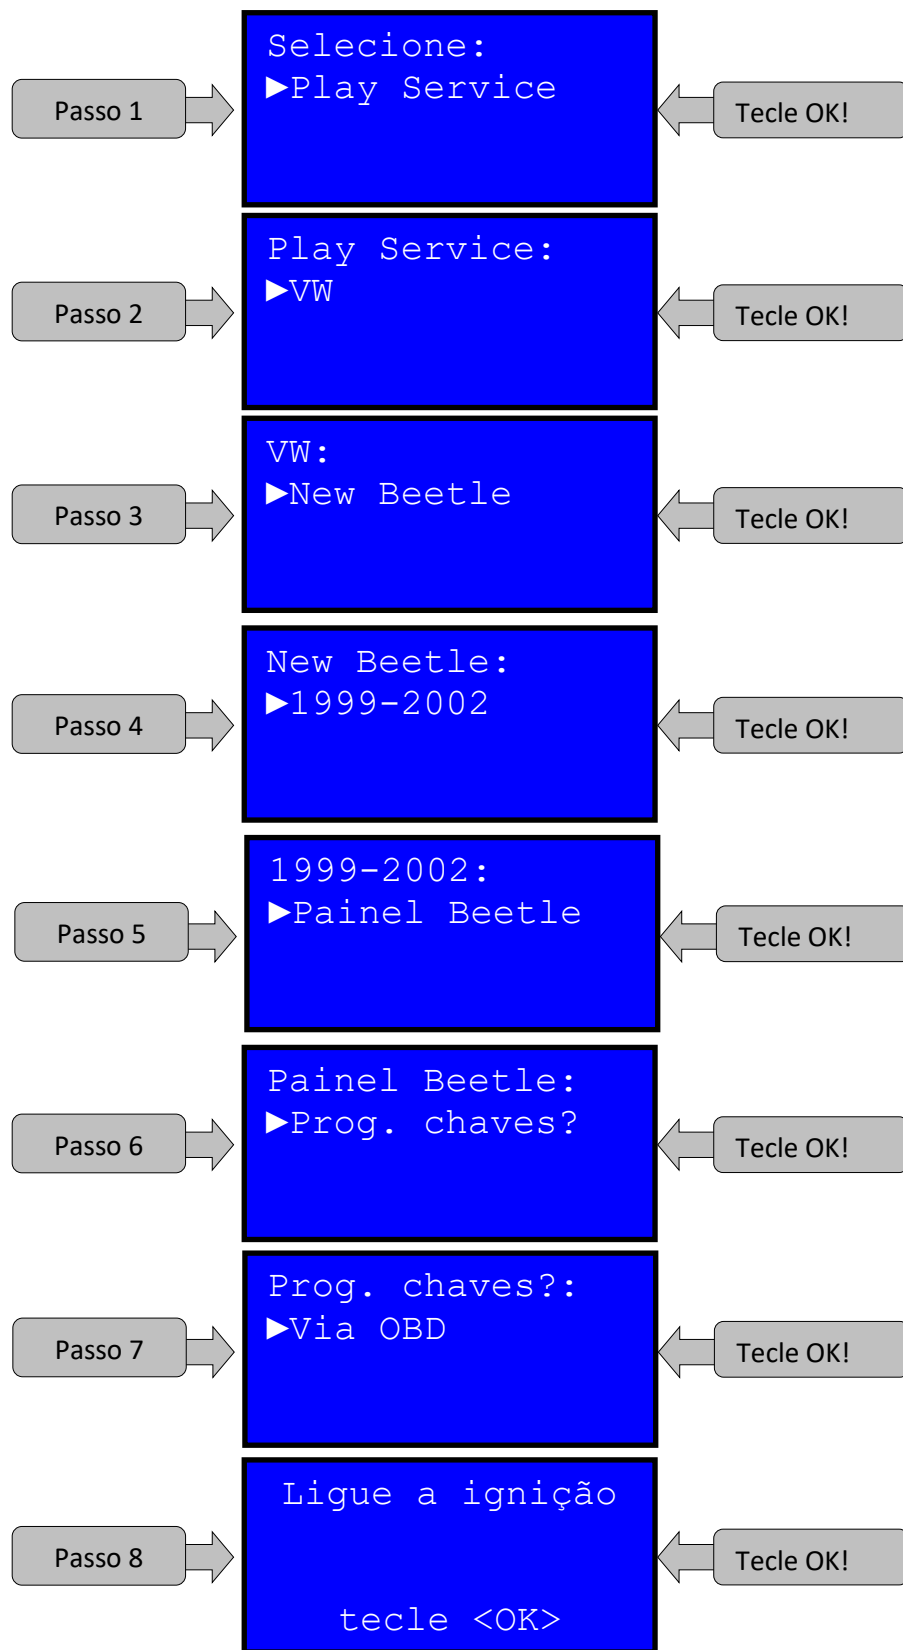 Selecione:
►Play Service
Passo 1
Tecle OK!
Play Service:
►VW
Passo 2
Tecle OK!
VW:
►New Beetle
Passo 3
Tecle OK!
New Beetle:
►1999-2002
Passo 4
Tecle OK!
1999-2002:
►Painel Beetle
Passo 5
Tecle OK!
Painel Beetle:
►Prog. chaves?
Passo 6
Tecle OK!
Prog. chaves?:
►Via OBD
Passo 7
Tecle OK!
Ligue a ignição
Passo 8
Tecle OK!
tecle <OK>